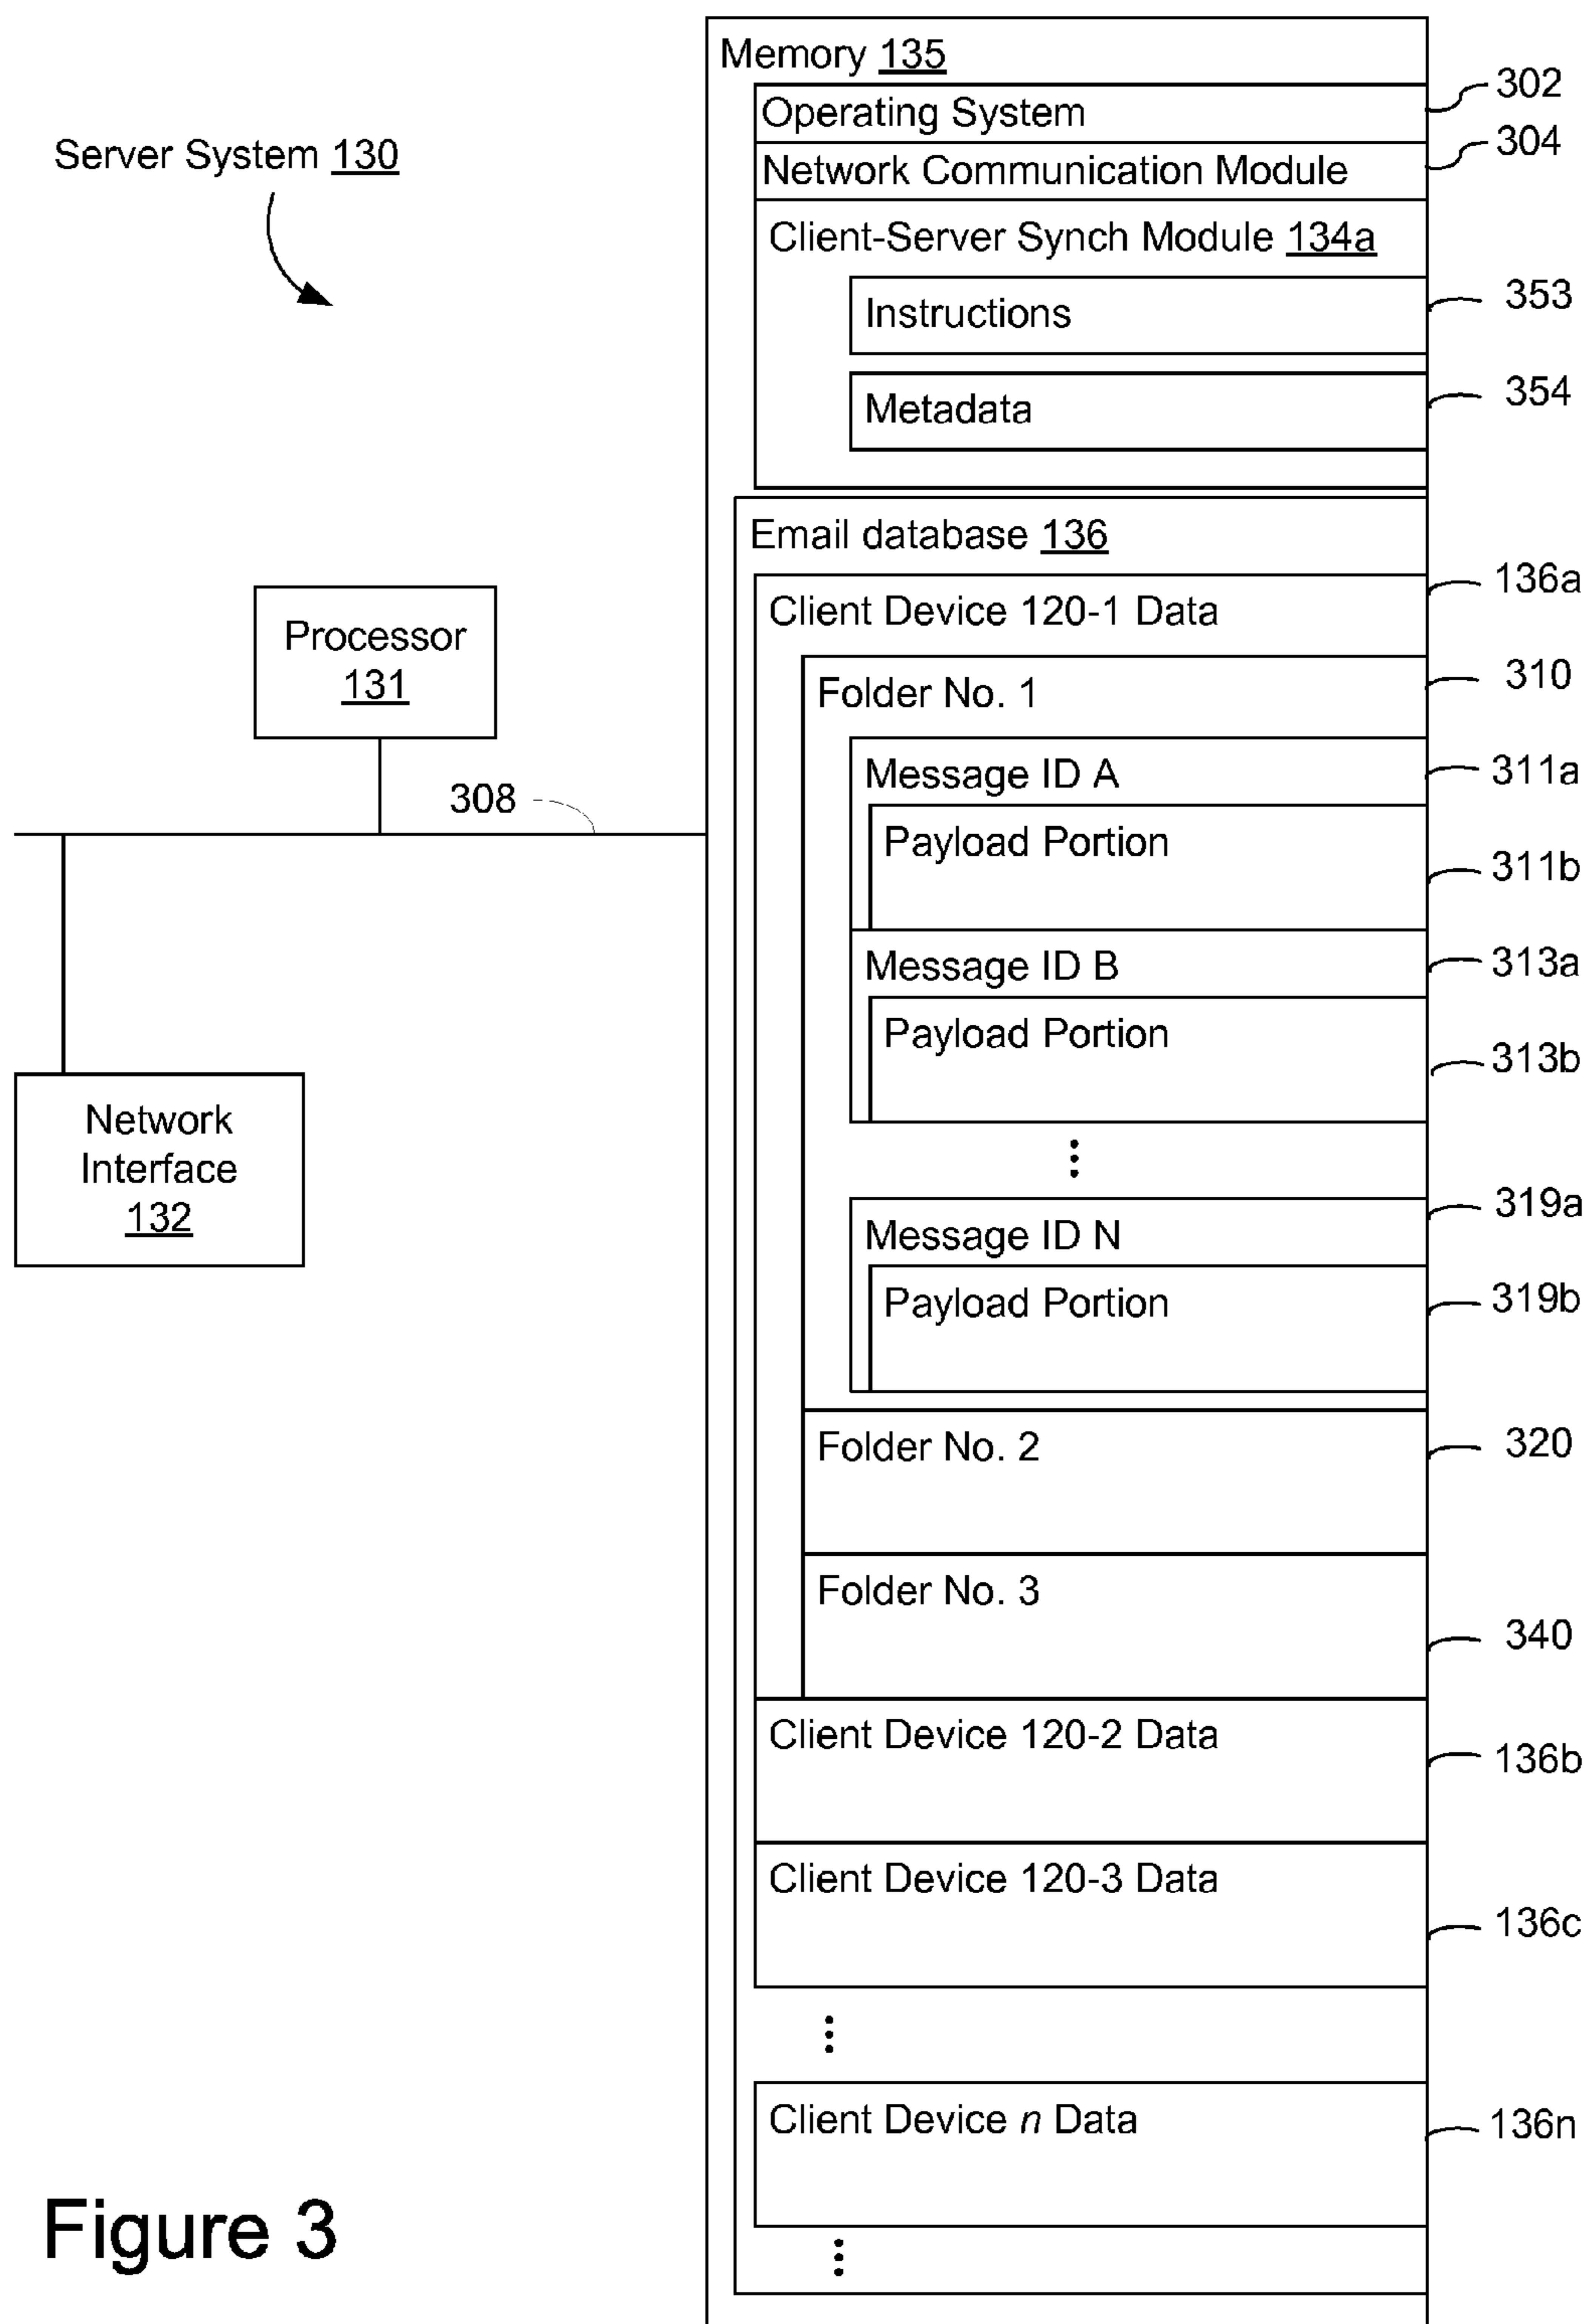 Memory 135
Operating System
302
Network Communication Module
304
Server System 130
Client-Server Synch Module 134a
Instructions
353
Metadata
354
Email database 136
Client Device 120-1 Data
136a
Processor
131
Folder No. 1
310
Message ID A
311a
308
Payload Portion
311b
Message ID B
313a
Payload Portion
313b
Network
Interface
132
Message ID N
319a
Payload Portion
319b
Folder No. 2
320
Folder No. 3
340
Client Device 120-2 Data
136b
Client Device 120-3 Data
136c
Client Device n Data
136n
Figure 3